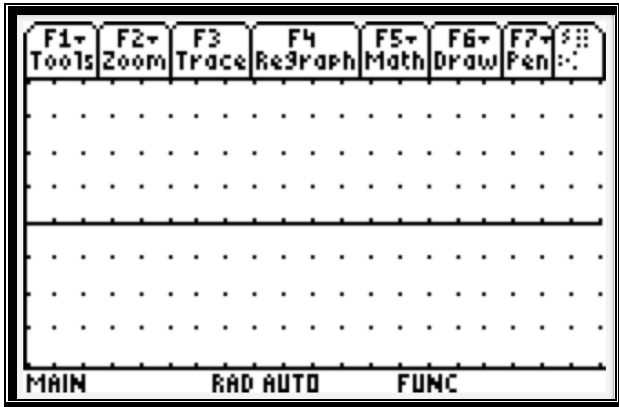 F1 F2 F3 F4 F5 F6 F7
Tools Zoom Trace ReGraph Math Draw Pen
MAIN RAD AUTO FUNC